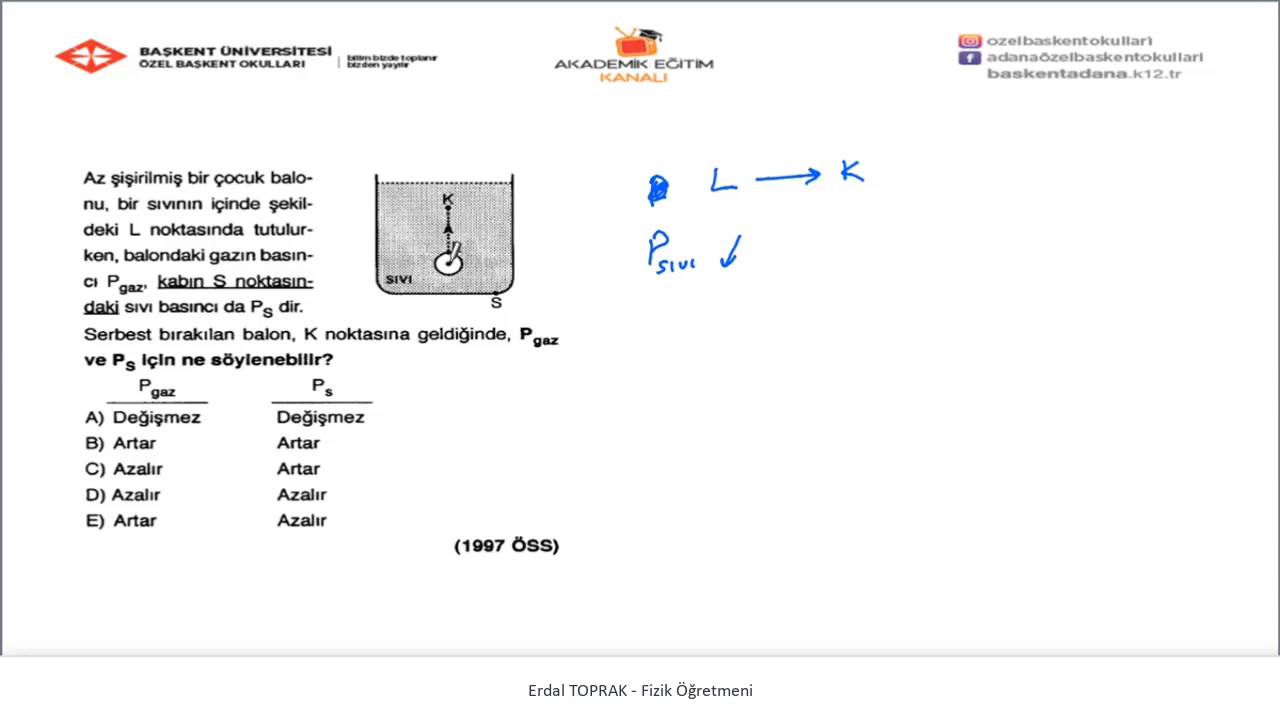 BAŞKENT ÜNİVERSİTESİ
ÖZEL BAŞKENT OKULLARI
bilim bizde toplanır
bizden yayılır
AKADEMİK EĞİTİM
KANALI
ozelbaskentokullari
adanaözelbaskentokullari
baskentadana.k12.tr
Az şişirilmiş bir çocuk balo-
nu, bir sıvının içinde şekil-
deki L noktasında tutulur-
ken, balondaki gazın basın-
cı Pgaz, kabın S noktasın-
daki sıvı basıncı da PS dir.
Serbest bırakılan balon, K noktasına geldiğinde, Pgaz
ve PS için ne söylenebilir?
K
SIVI
S
Pgaz Ps
A) Değişmez Değişmez
B) Artar Artar
C) Azalır Artar
D) Azalır Azalır
E) Artar Azalır
(1997 ÖSS)
L → K
Psıvı ↓
Erdal TOPRAK - Fizik Öğretmeni